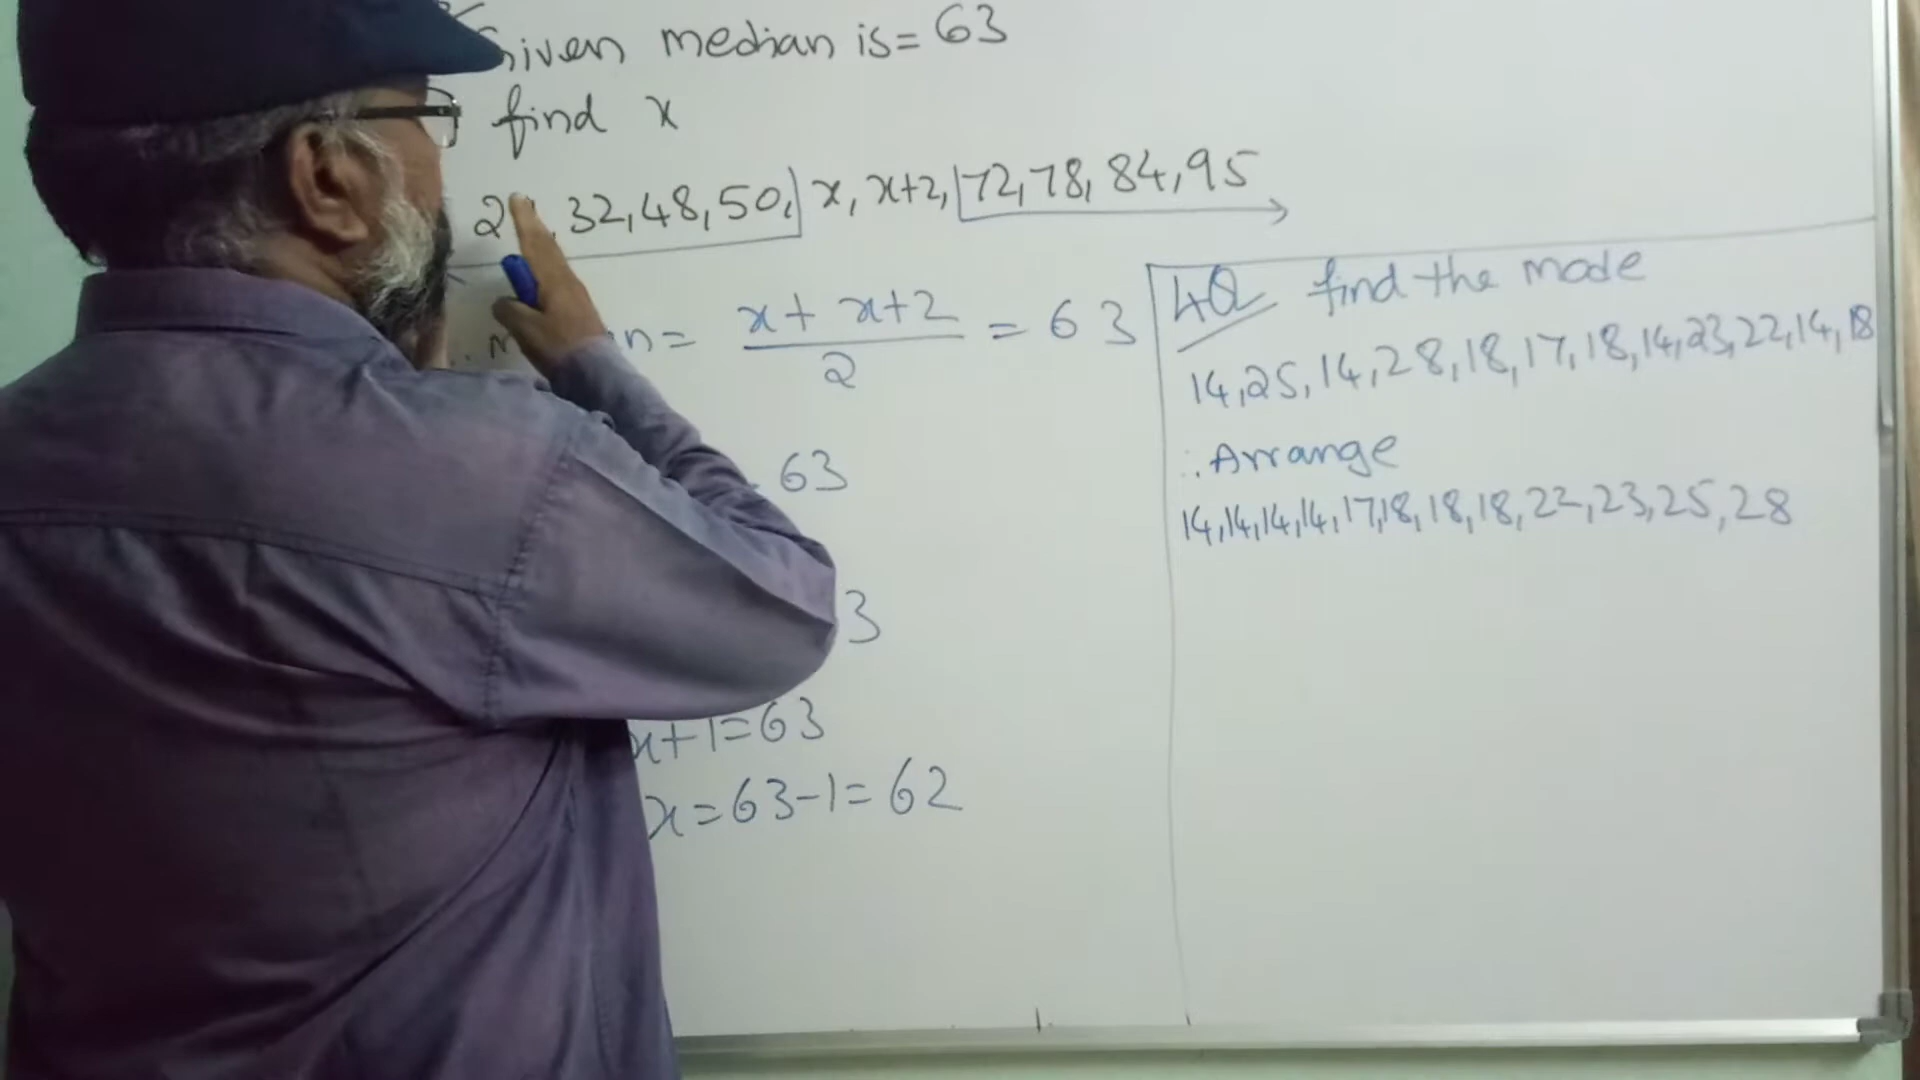 Given median is = 63
find x
32, 48, 50, x, x+2, 72, 78, 84, 95
= x + x+2 / 2 = 63
63
3
x+1=63
x=63-1=62
4Q find the mode
14, 25, 14, 28, 18, 17, 18, 14, 23, 22, 14, 18
∴ Arrange
14, 14, 14, 14, 17, 18, 18, 18, 22, 23, 25, 28